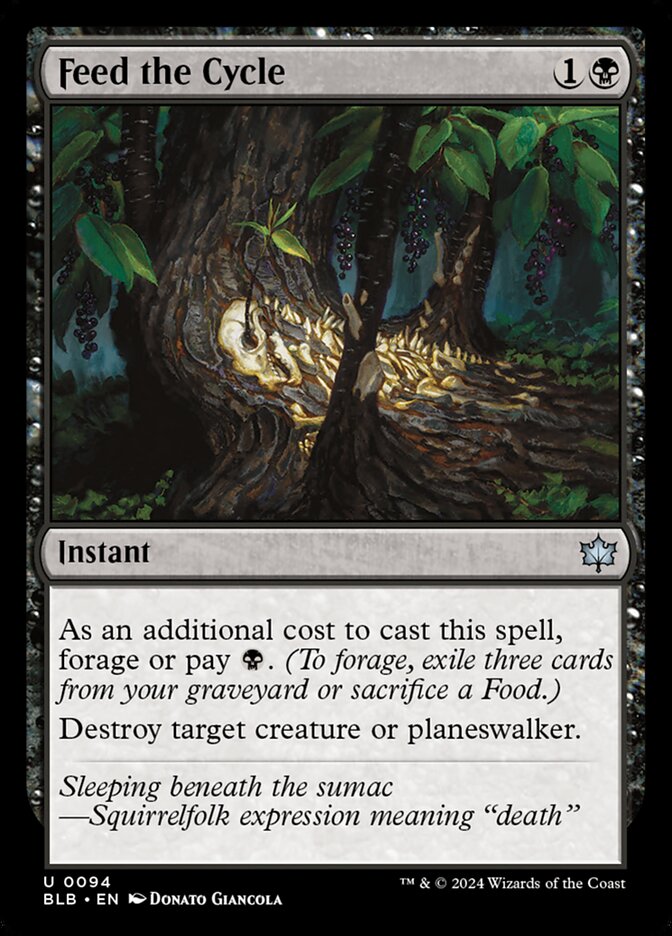 Feed the Cycle 1
Instant
As an additional cost to cast this spell,
forage or pay . (To forage, exile three cards
from your graveyard or sacrifice a Food.)
Destroy target creature or planeswalker.
Sleeping beneath the sumac
—Squirrelfolk expression meaning “death”
U 0094
BLB • EN Donato Giancola
™ & © 2024 Wizards of the Coast